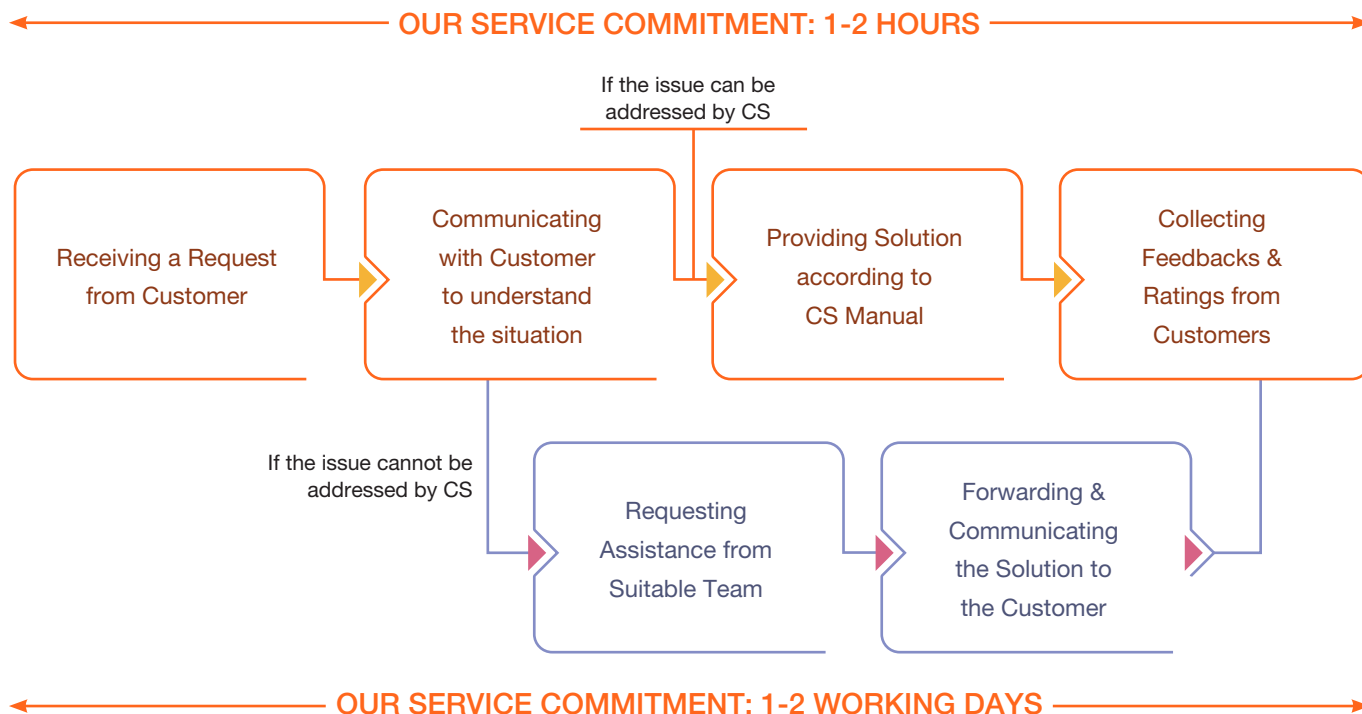 OUR SERVICE COMMITMENT: 1-2 HOURS
If the issue can be
addressed by CS
Receiving a Request
from Customer
Communicating
with Customer
to understand
the situation
Providing Solution
according to
CS Manual
Collecting
Feedbacks &
Ratings from
Customers
If the issue cannot be
addressed by CS
Requesting
Assistance from
Suitable Team
Forwarding &
Communicating
the Solution to
the Customer
OUR SERVICE COMMITMENT: 1-2 WORKING DAYS